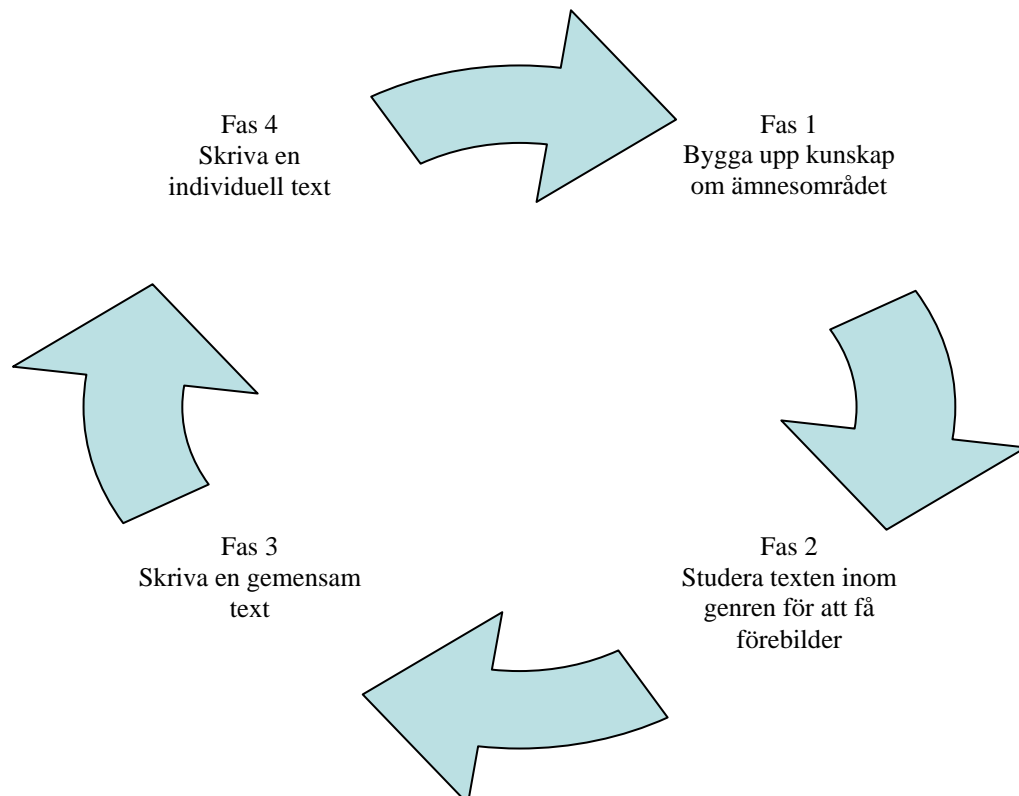 Fas 4
Skriva en
individuell text
Fas 1
Bygga upp kunskap
om ämnesområdet
Fas 3
Skriva en gemensam
text
Fas 2
Studera texten inom
genren för att få
förebilder